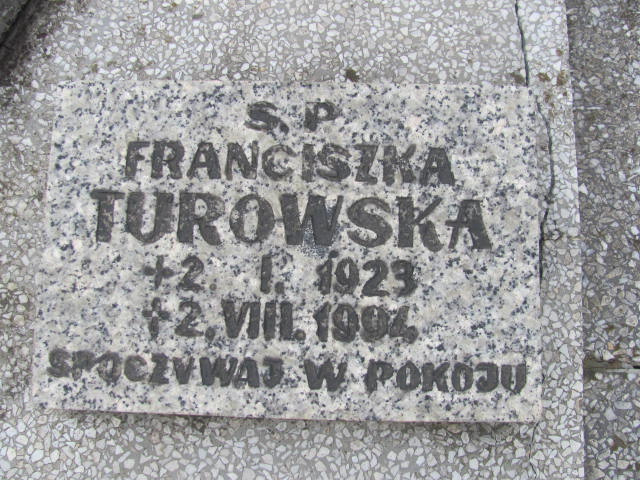 S. P.
FRANCISZKA
TUROWSKA
+2. I. 1923
+2. VIII. 1994
SPOCZYWAJ W POKOJU